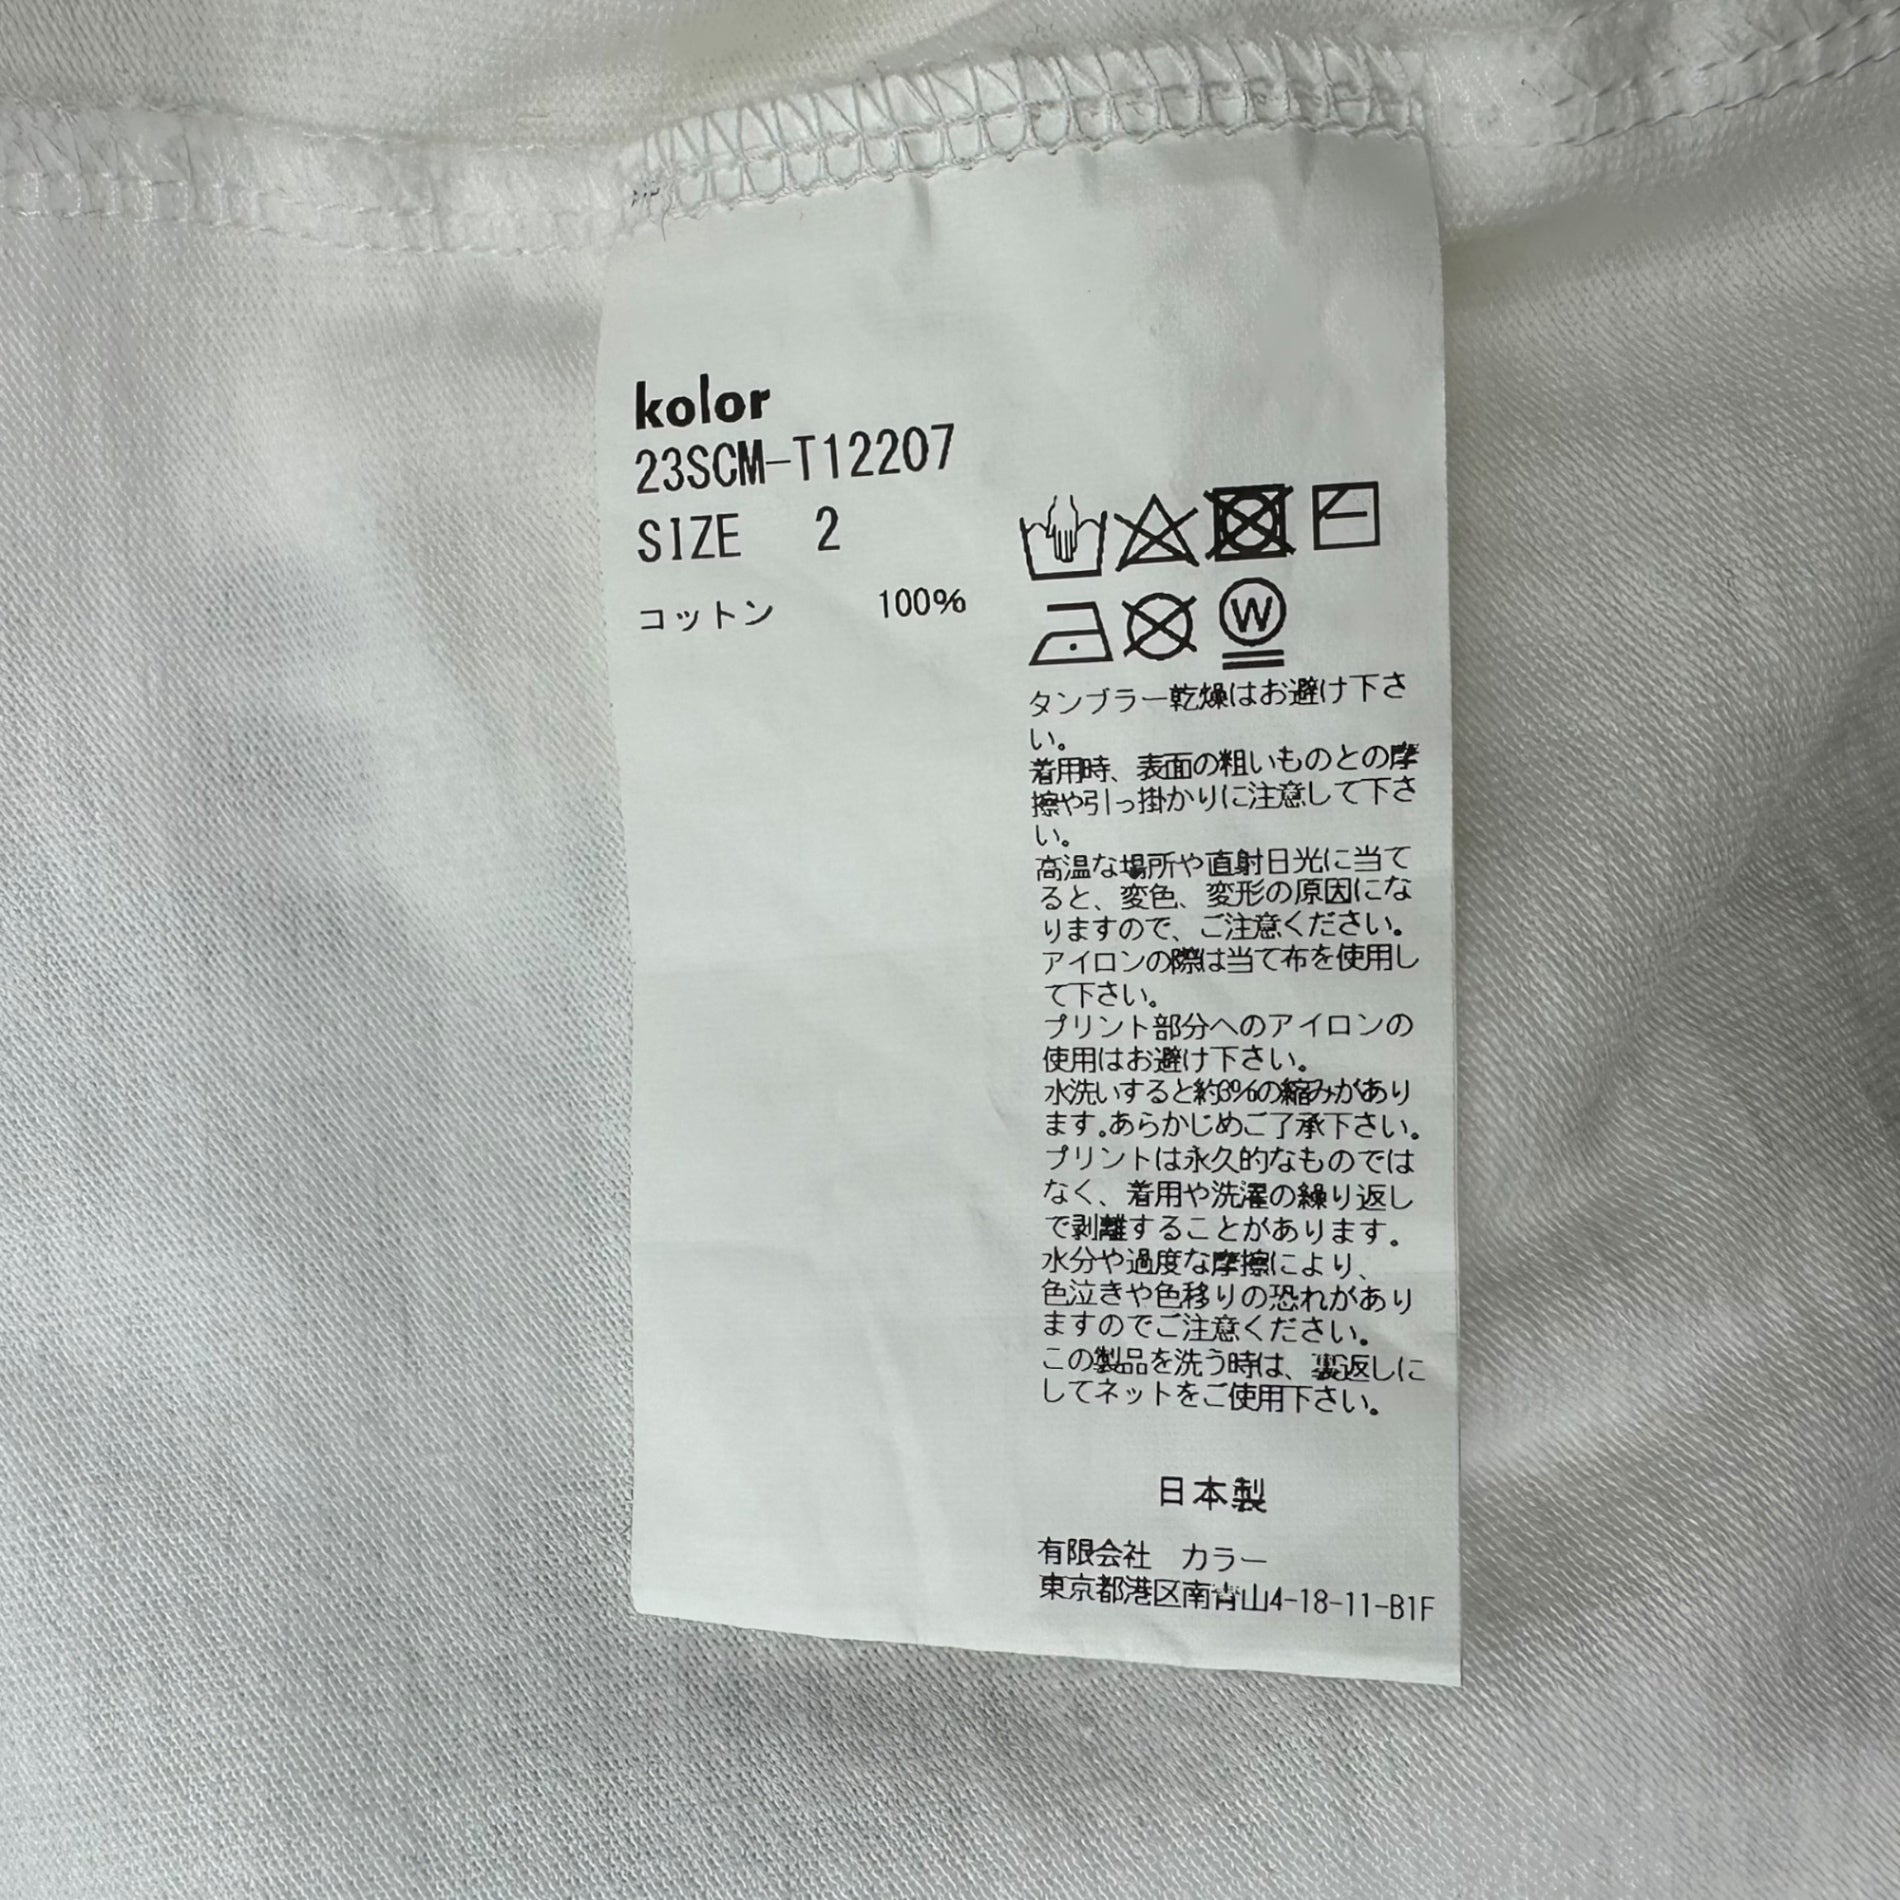 kolor
23SCM-T12207
SIZE 2
コットン 100%
W
タンブラー乾燥はお避け下さ
い。
着用時、表面の粗いものとの摩
擦や引っ掛かりに注意して下さ
い。
高温な場所や直射日光に当て
ると、変色、変形の原因にな
りますので、ご注意ください。
アイロンの際は当て布を使用し
て下さい。
プリント部分へのアイロンの
使用はお避け下さい。
水洗いすると約3%の縮みがあり
ます。あらかじめご了承下さい。
プリントは永久的なものでは
なく、着用や洗濯の繰り返し
で剥離することがあります。
水分や過度な摩擦により、
色泣きや色移りの恐れがあり
ますのでご注意ください。
この製品を洗う時は、裏返しに
してネットをご使用下さい。
日本製
有限会社 カラー
東京都港区南青山4-18-11-B1F